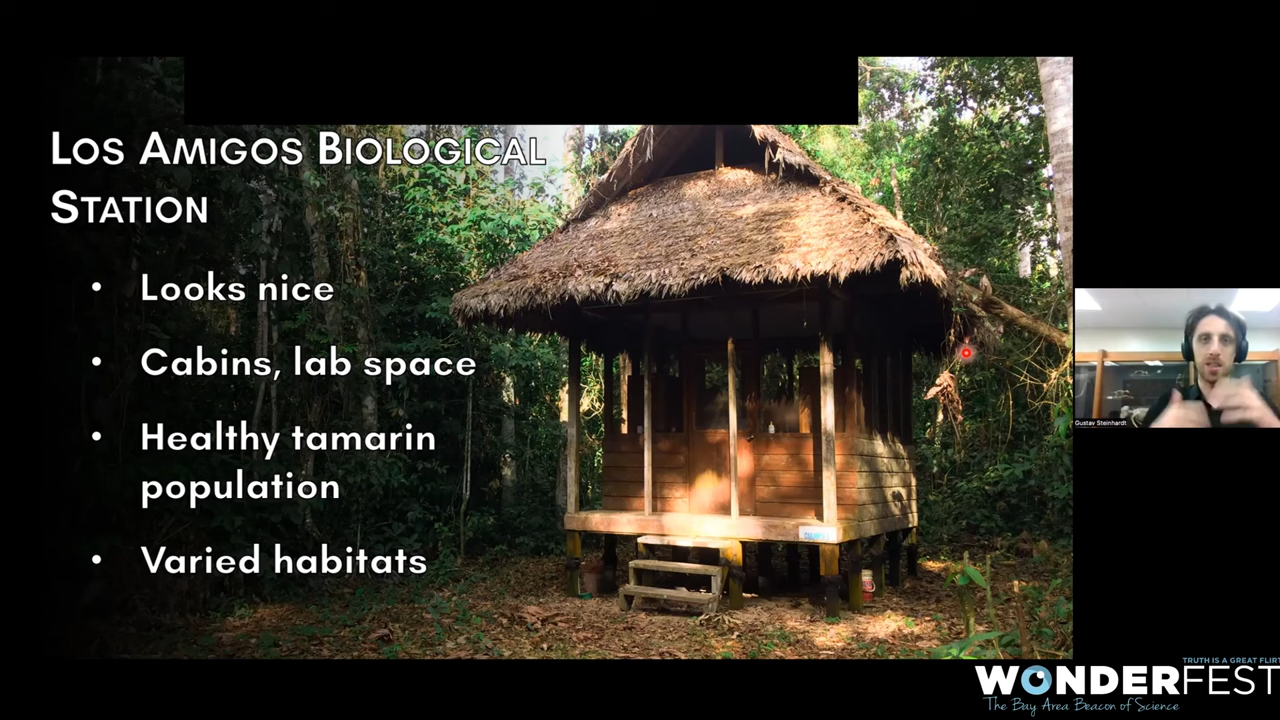 Los Amigos Biological
Station
• Looks nice
• Cabins, lab space
• Healthy tamarin
population
• Varied habitats
Gustav Steinhardt
TRUTH IS A GREAT FLIRT
WONDERFEST
The Bay Area Beacon of Science